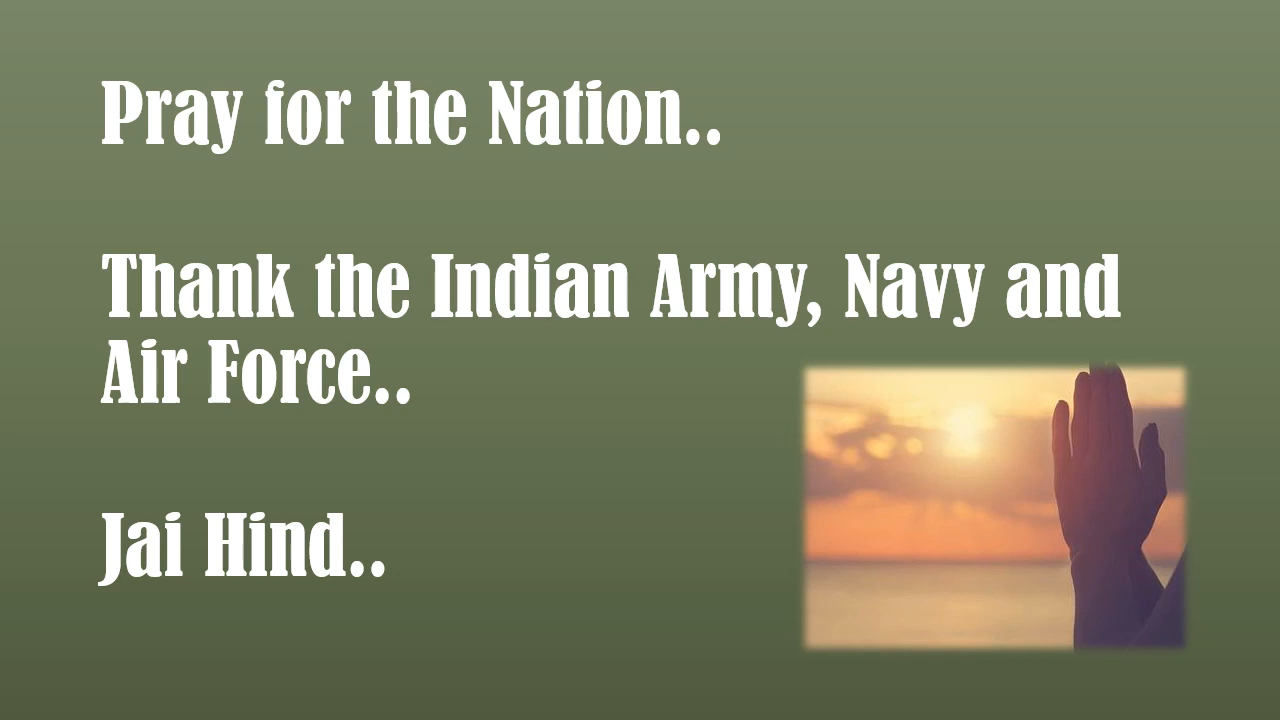 Pray for the Nation..
Thank the Indian Army, Navy and
Air Force..
Jai Hind..